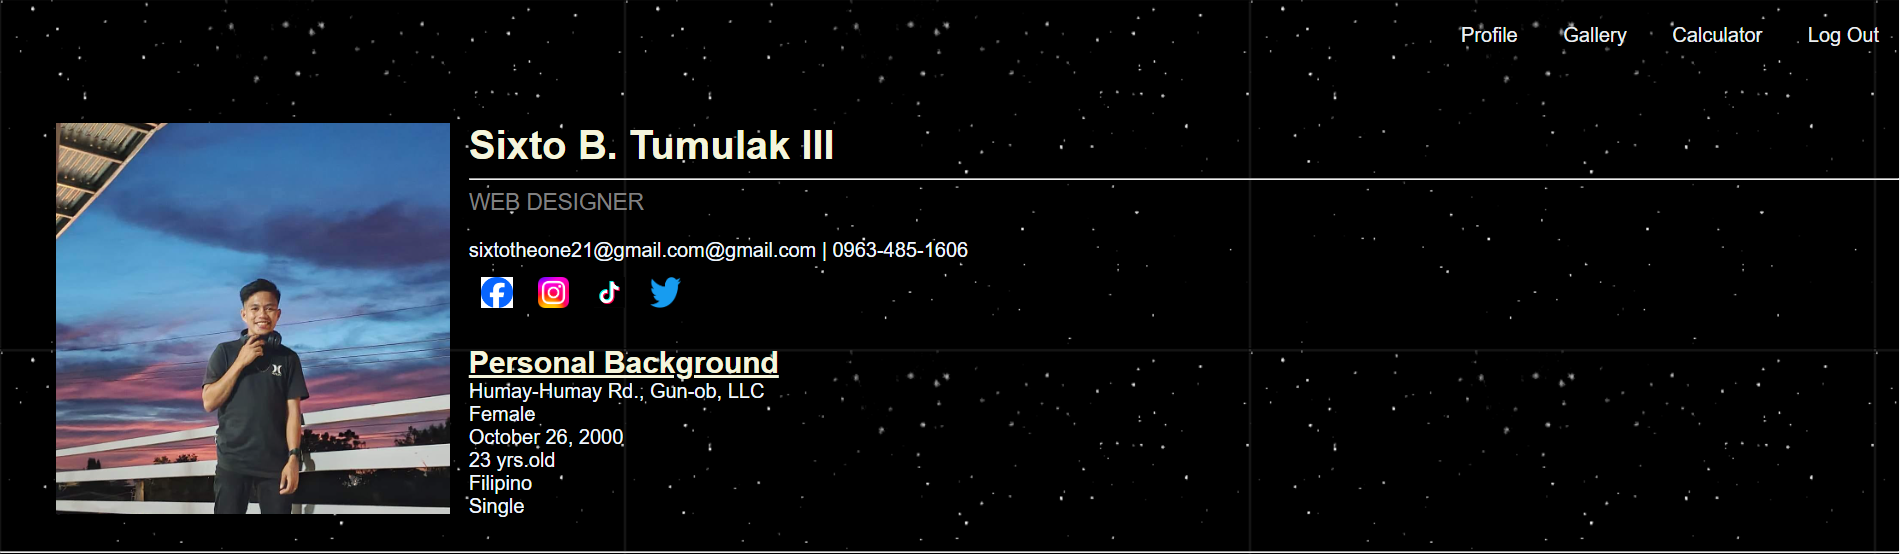 Profile Gallery Calculator Log Out
Sixto B. Tumulak III
WEB DESIGNER
sixtotheone21@gmail.com@gmail.com | 0963-485-1606
Personal Background
Humay-Humay Rd., Gun-ob, LLC
Female
October 26, 2000
23 yrs.old
Filipino
Single